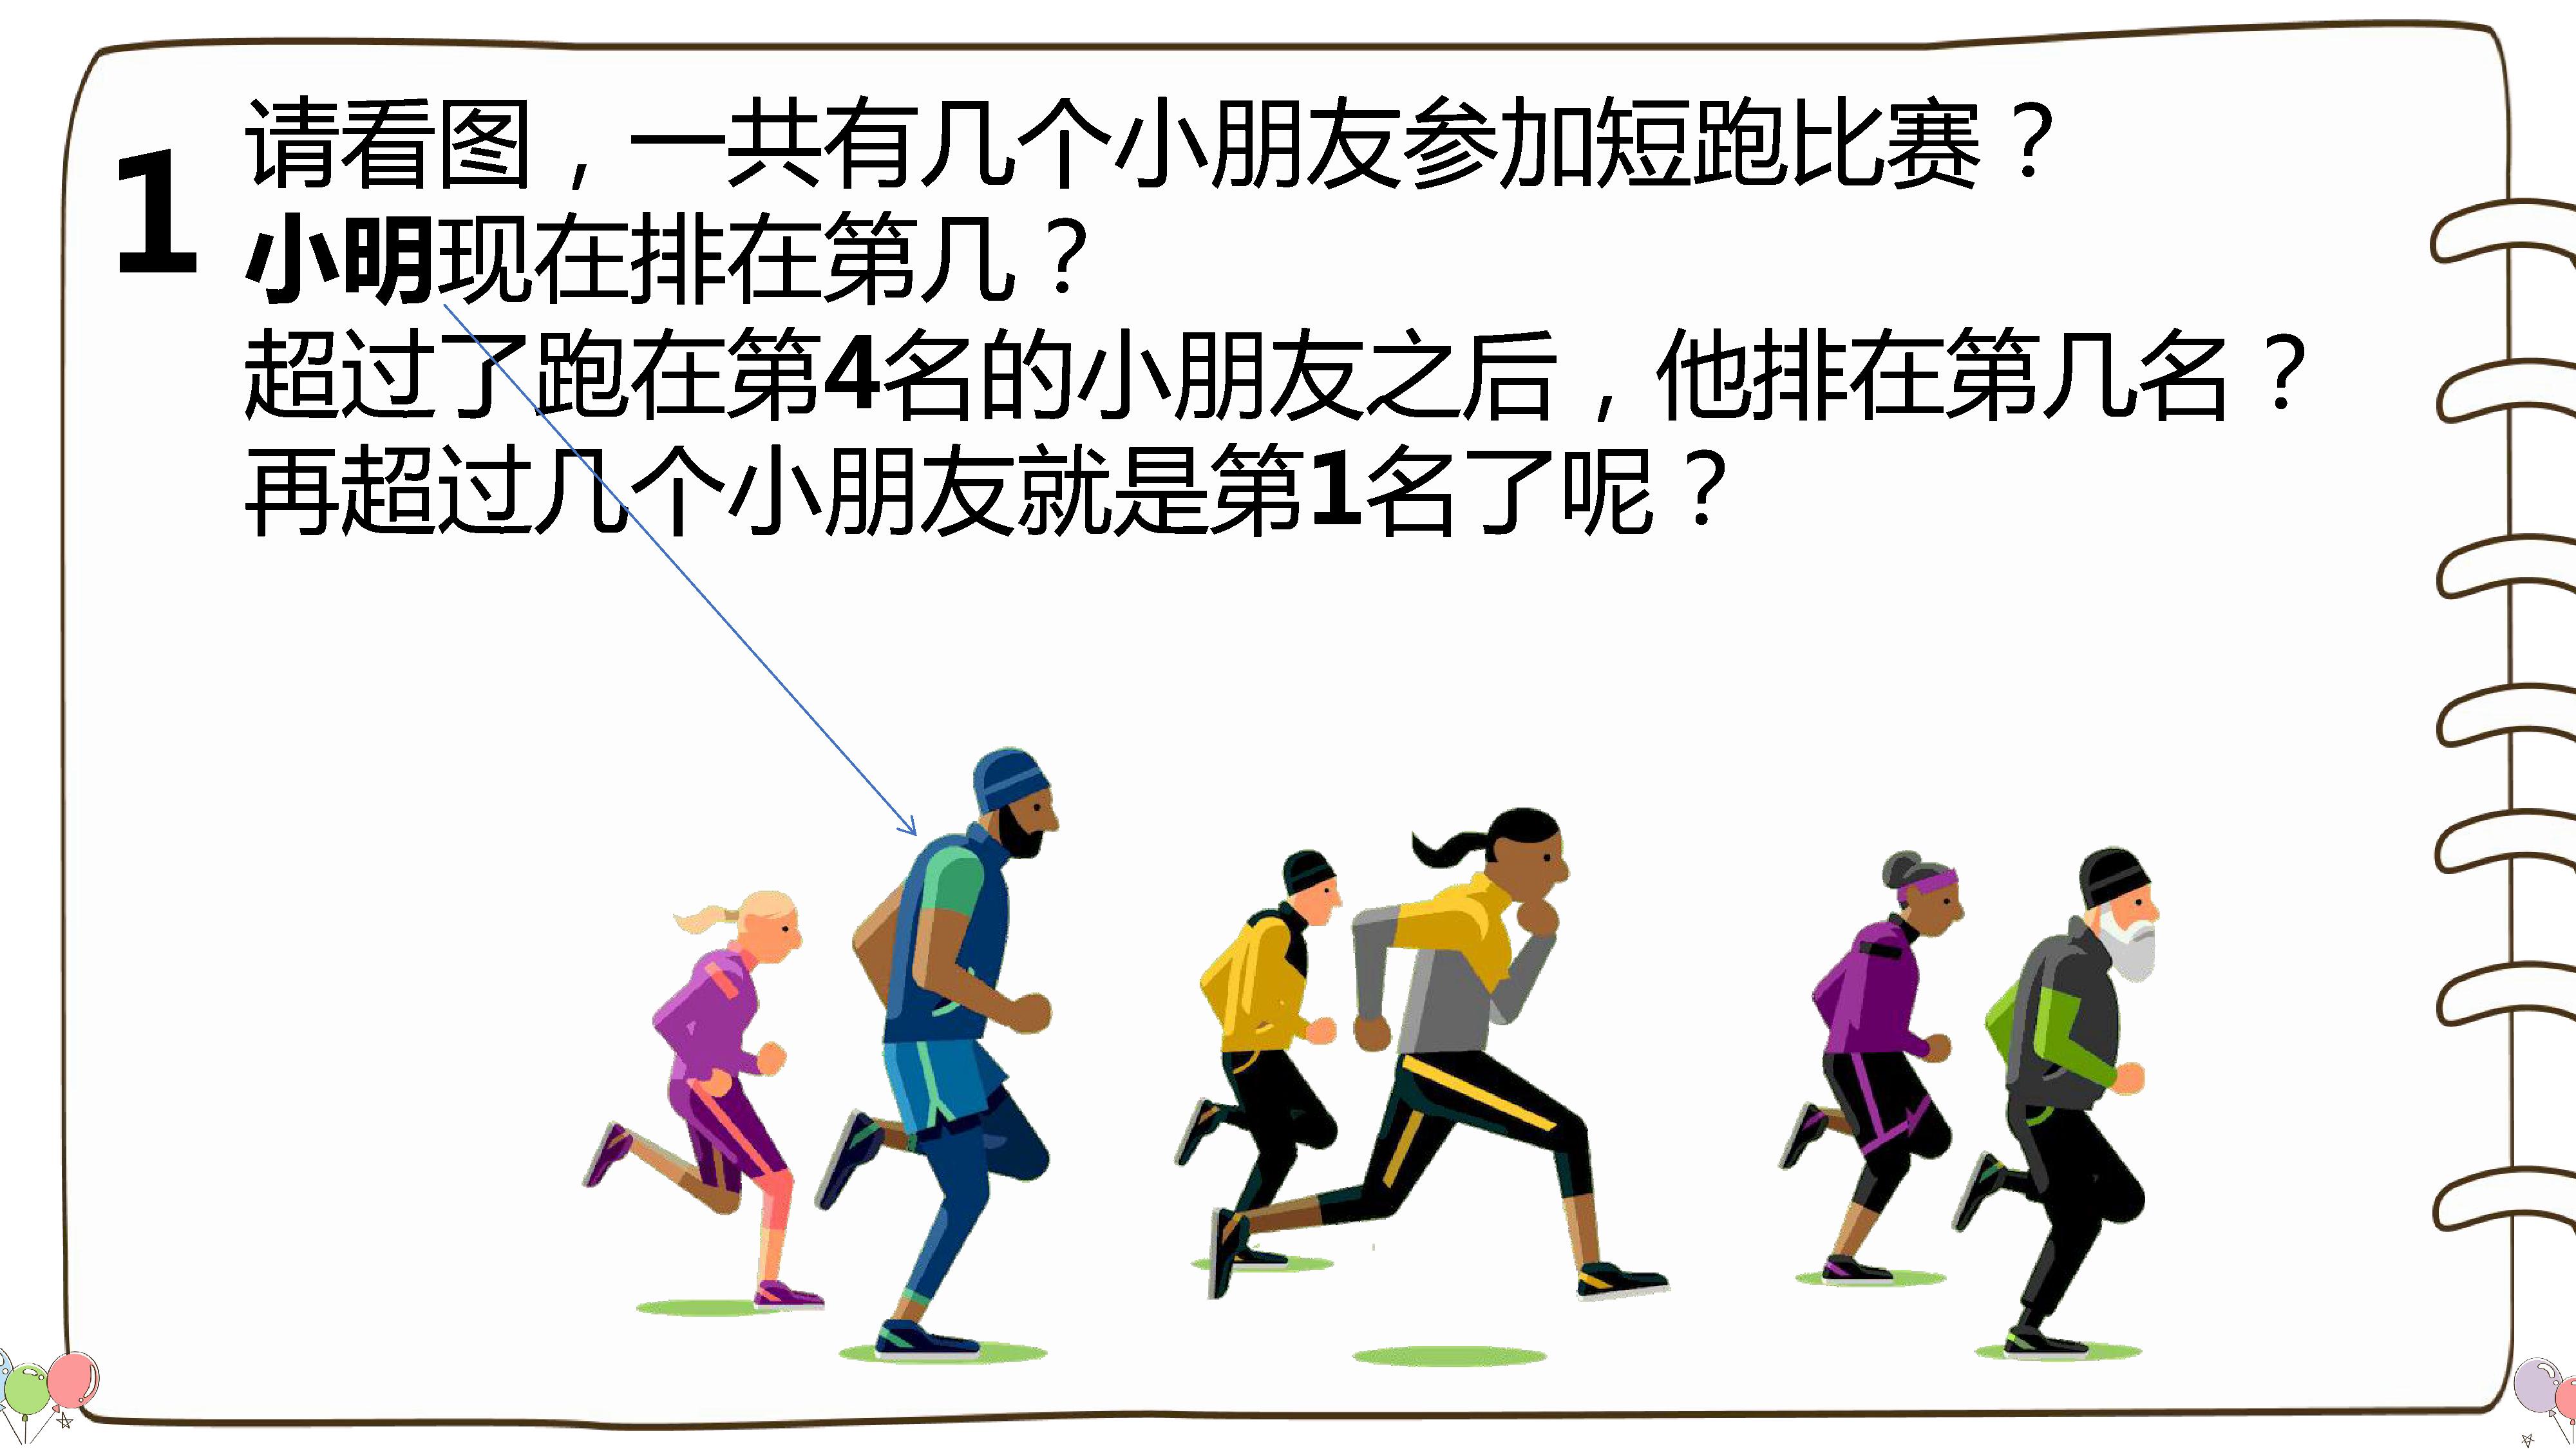 1
请看图，一共有几个小朋友参加短跑比赛？
小明现在排在第几？
超过了跑在第4名的小朋友之后，他排在第几名？
再超过几个小朋友就是第1名了呢？